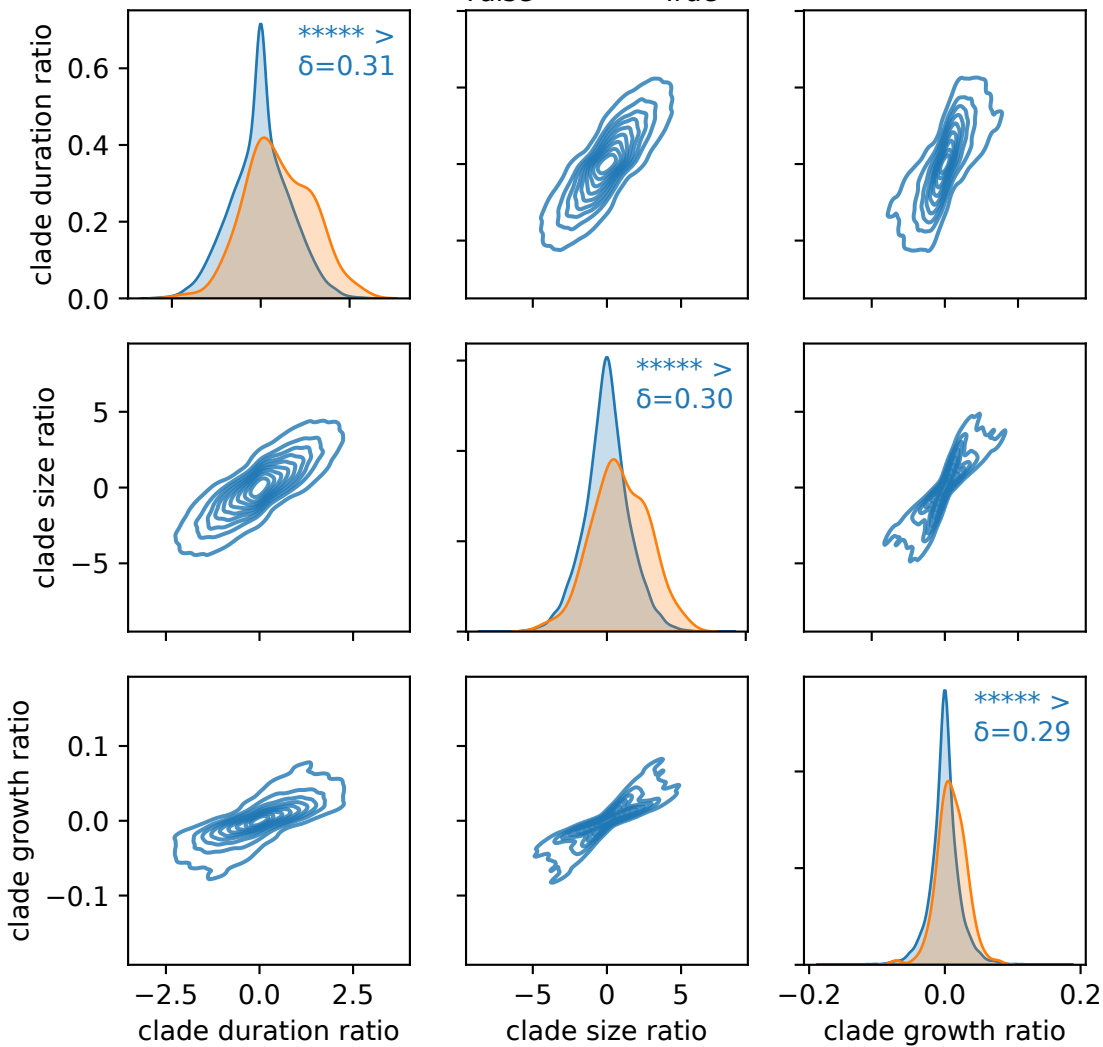 ***** >
δ=0.31
clade duration ratio
0.6
0.4
0.2
0.0
***** >
δ=0.30
clade size ratio
5
0
−5
***** >
δ=0.29
clade growth ratio
0.1
0.0
−0.1
−2.5 0.0 2.5 −5 0 5 −0.2 0.0 0.2
clade duration ratio clade size ratio clade growth ratio